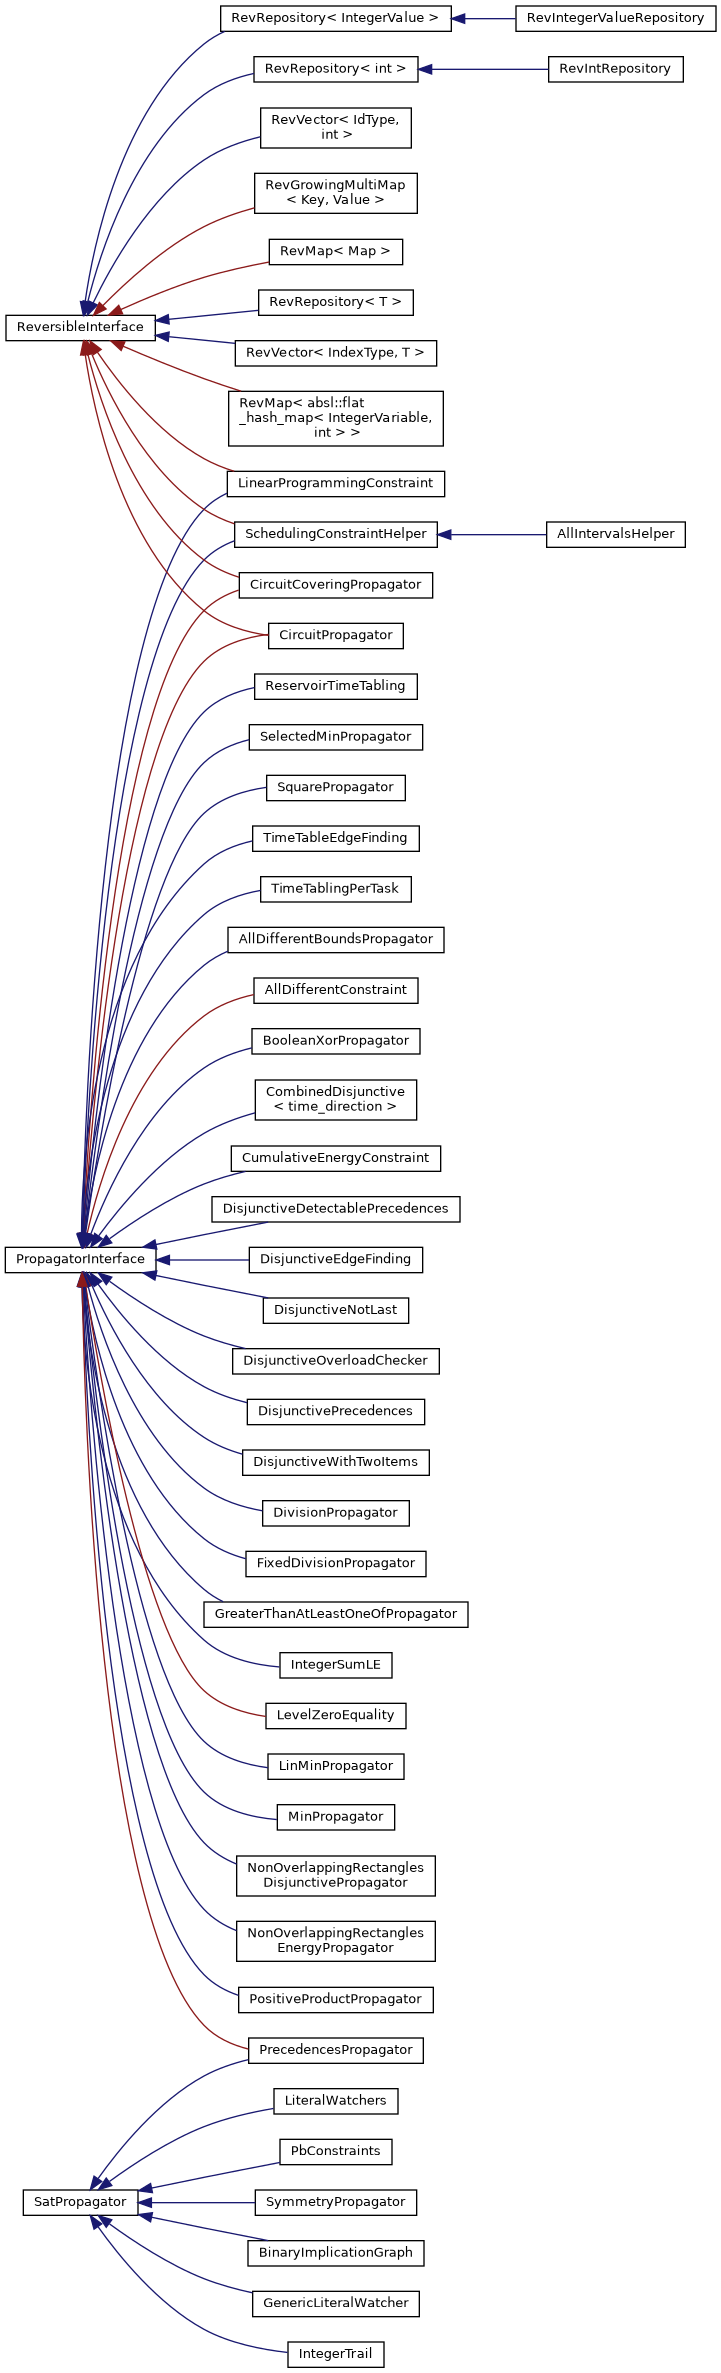 RevRepository< IntegerValue >
RevIntegerValueRepository
RevRepository< int >
RevIntRepository
RevVector< IdType,
int >
RevGrowingMultiMap
< Key, Value >
RevMap< Map >
RevRepository< T >
ReversibleInterface
RevVector< IndexType, T >
RevMap< absl::flat
_hash_map< IntegerVariable,
int > >
LinearProgrammingConstraint
SchedulingConstraintHelper
AllIntervalsHelper
CircuitCoveringPropagator
CircuitPropagator
ReservoirTimeTabling
SelectedMinPropagator
SquarePropagator
TimeTableEdgeFinding
TimeTablingPerTask
AllDifferentBoundsPropagator
AllDifferentConstraint
BooleanXorPropagator
CombinedDisjunctive
< time_direction >
CumulativeEnergyConstraint
DisjunctiveDetectablePrecedences
PropagatorInterface
DisjunctiveEdgeFinding
DisjunctiveNotLast
DisjunctiveOverloadChecker
DisjunctivePrecedences
DisjunctiveWithTwoItems
DivisionPropagator
FixedDivisionPropagator
GreaterThanAtLeastOneOfPropagator
IntegerSumLE
LevelZeroEquality
LinMinPropagator
MinPropagator
NonOverlappingRectangles
DisjunctivePropagator
NonOverlappingRectangles
EnergyPropagator
PositiveProductPropagator
PrecedencesPropagator
LiteralWatchers
PbConstraints
SatPropagator
SymmetryPropagator
BinaryImplicationGraph
GenericLiteralWatcher
IntegerTrail